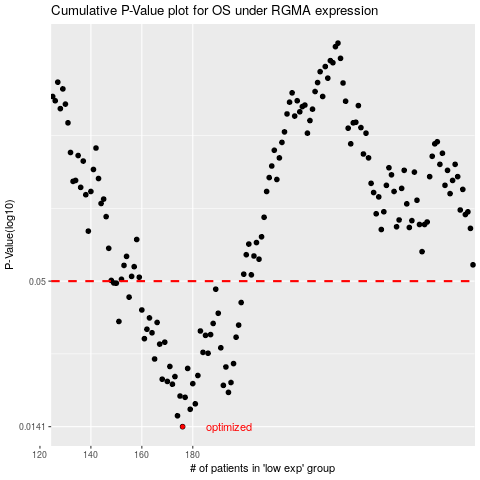 Cumulative P-Value plot for OS under RGMA expression
P-Value(log10)
0.05
0.0141
optimized
120 140 160 180
# of patients in 'low exp' group